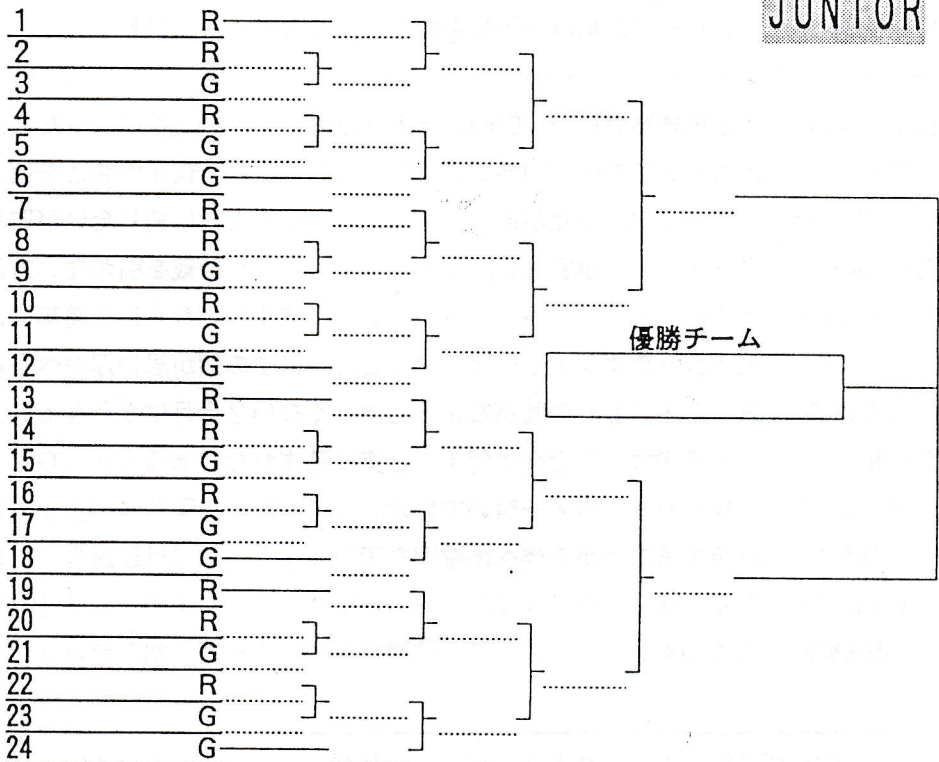 JUNIOR
1 R
2 R
3 G
4 R
5 G
6 G
7 R
8 R
9 G
10 R
11 G
12 G
優勝チーム
13 R
14 R
15 G
16 R
17 G
18 G
19 R
20 R
21 G
22 R
23 G
24 G